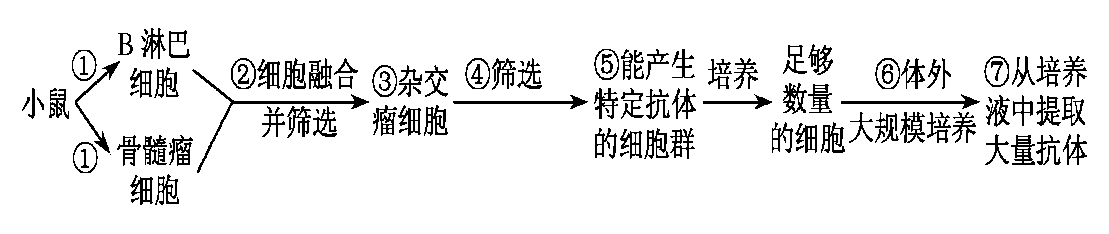 小鼠
①
B 淋巴
细胞
①
骨髓瘤
细胞
②细胞融合
并筛选
③杂交
瘤细胞
④筛选
⑤能产生
特定抗体
的细胞群
培养
足够
数量
的细胞
⑥体外
大规模培养
⑦从培养
液中提取
大量抗体